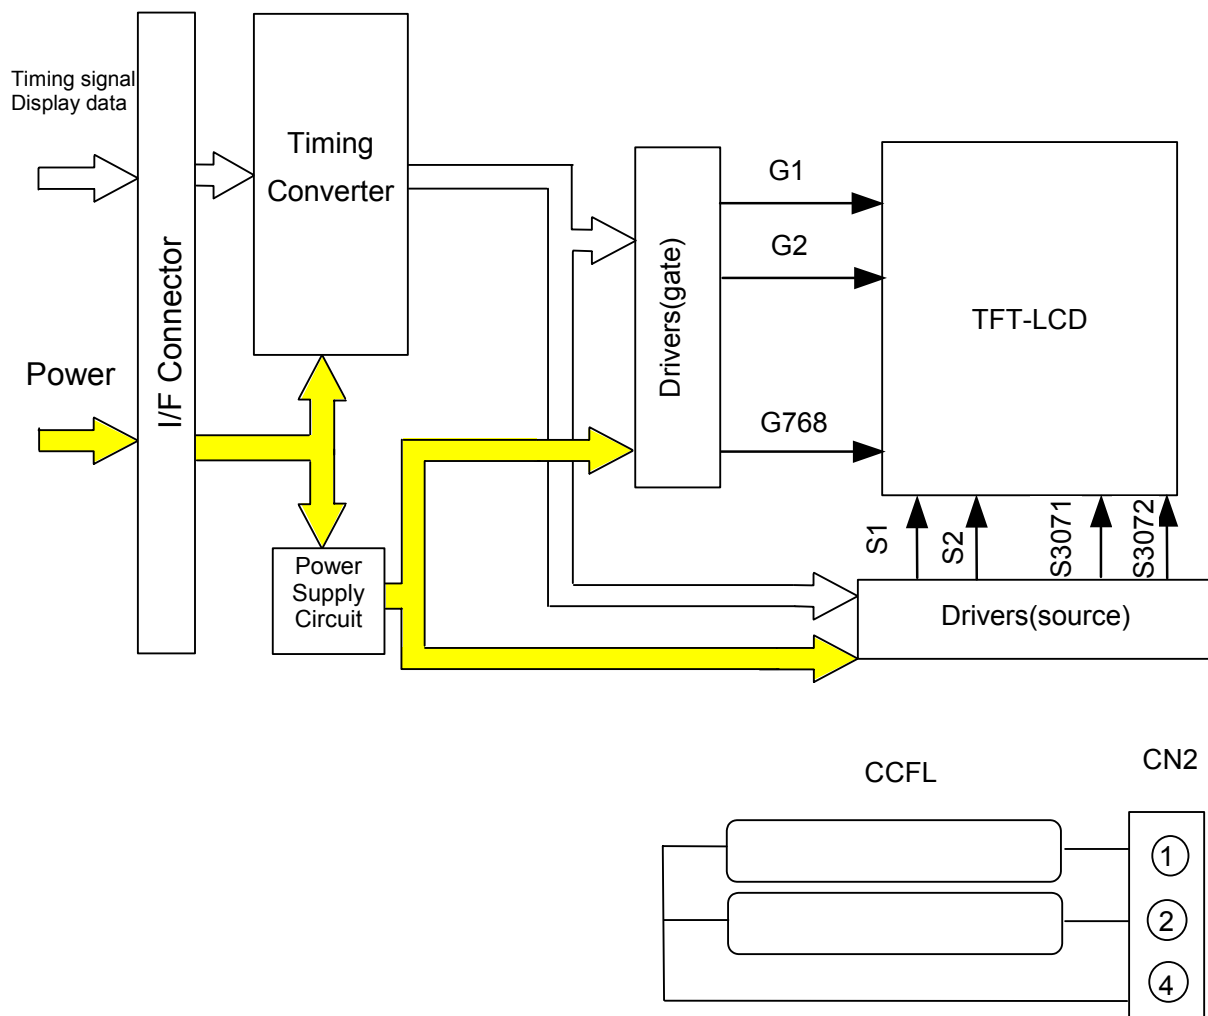 Timing signal
Display data
I/F Connector
Timing
Converter
Power
Power
Supply
Circuit
Drivers(gate)
G1
G2
G768
TFT-LCD
S1
S2
S3071
S3072
Drivers(source)
CCFL
CN2
1
2
4